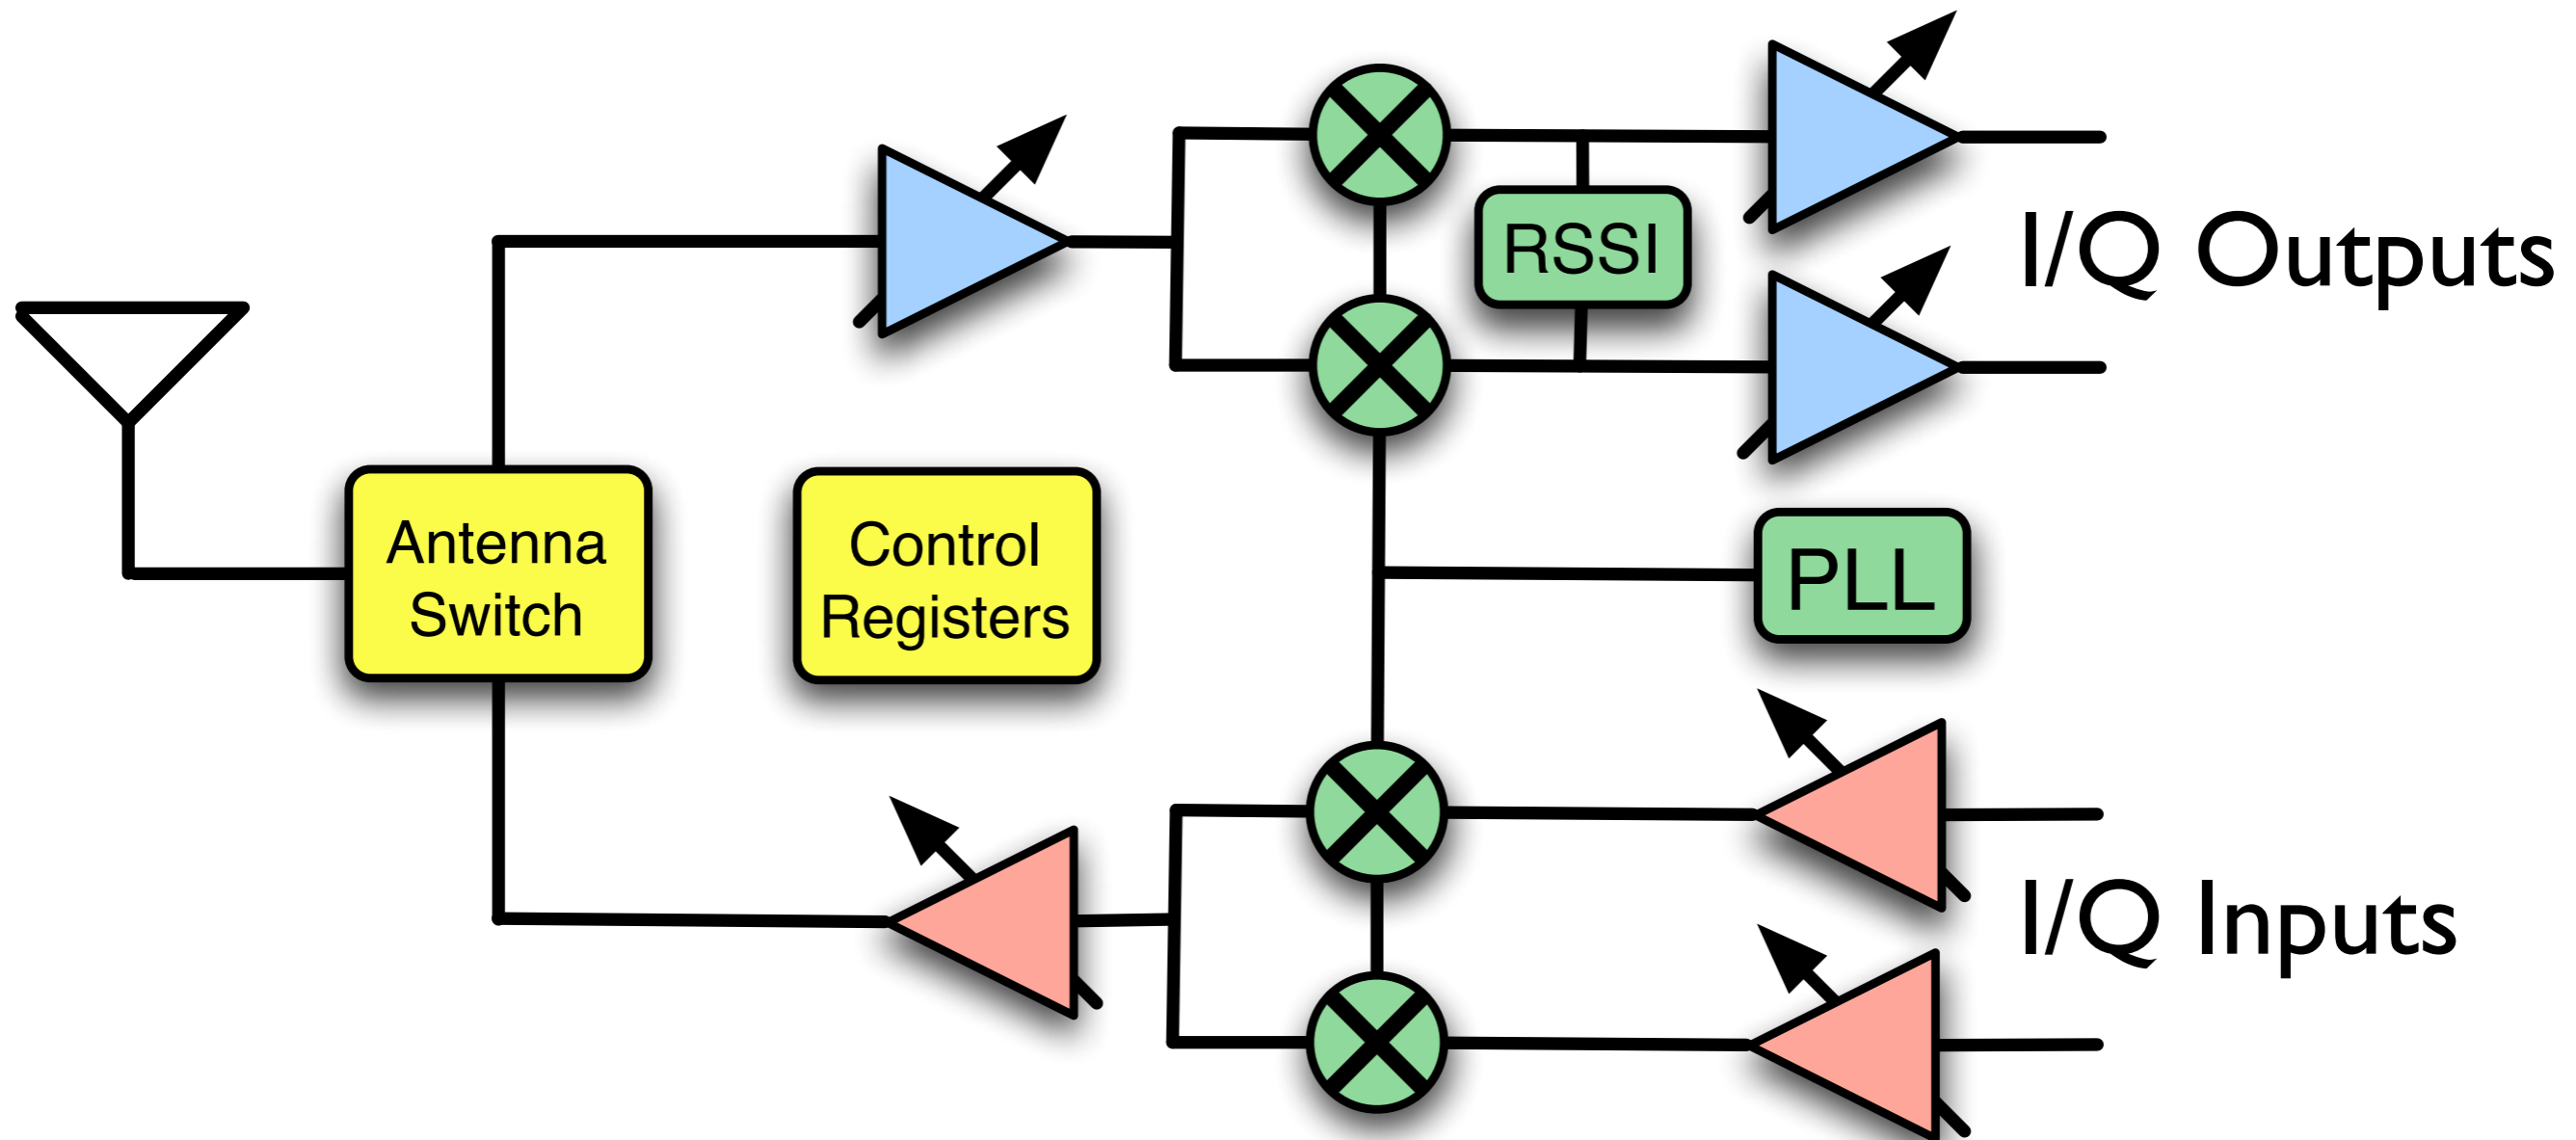 RSSI
I/Q Outputs
Antenna
Switch
Control
Registers
PLL
I/Q Inputs